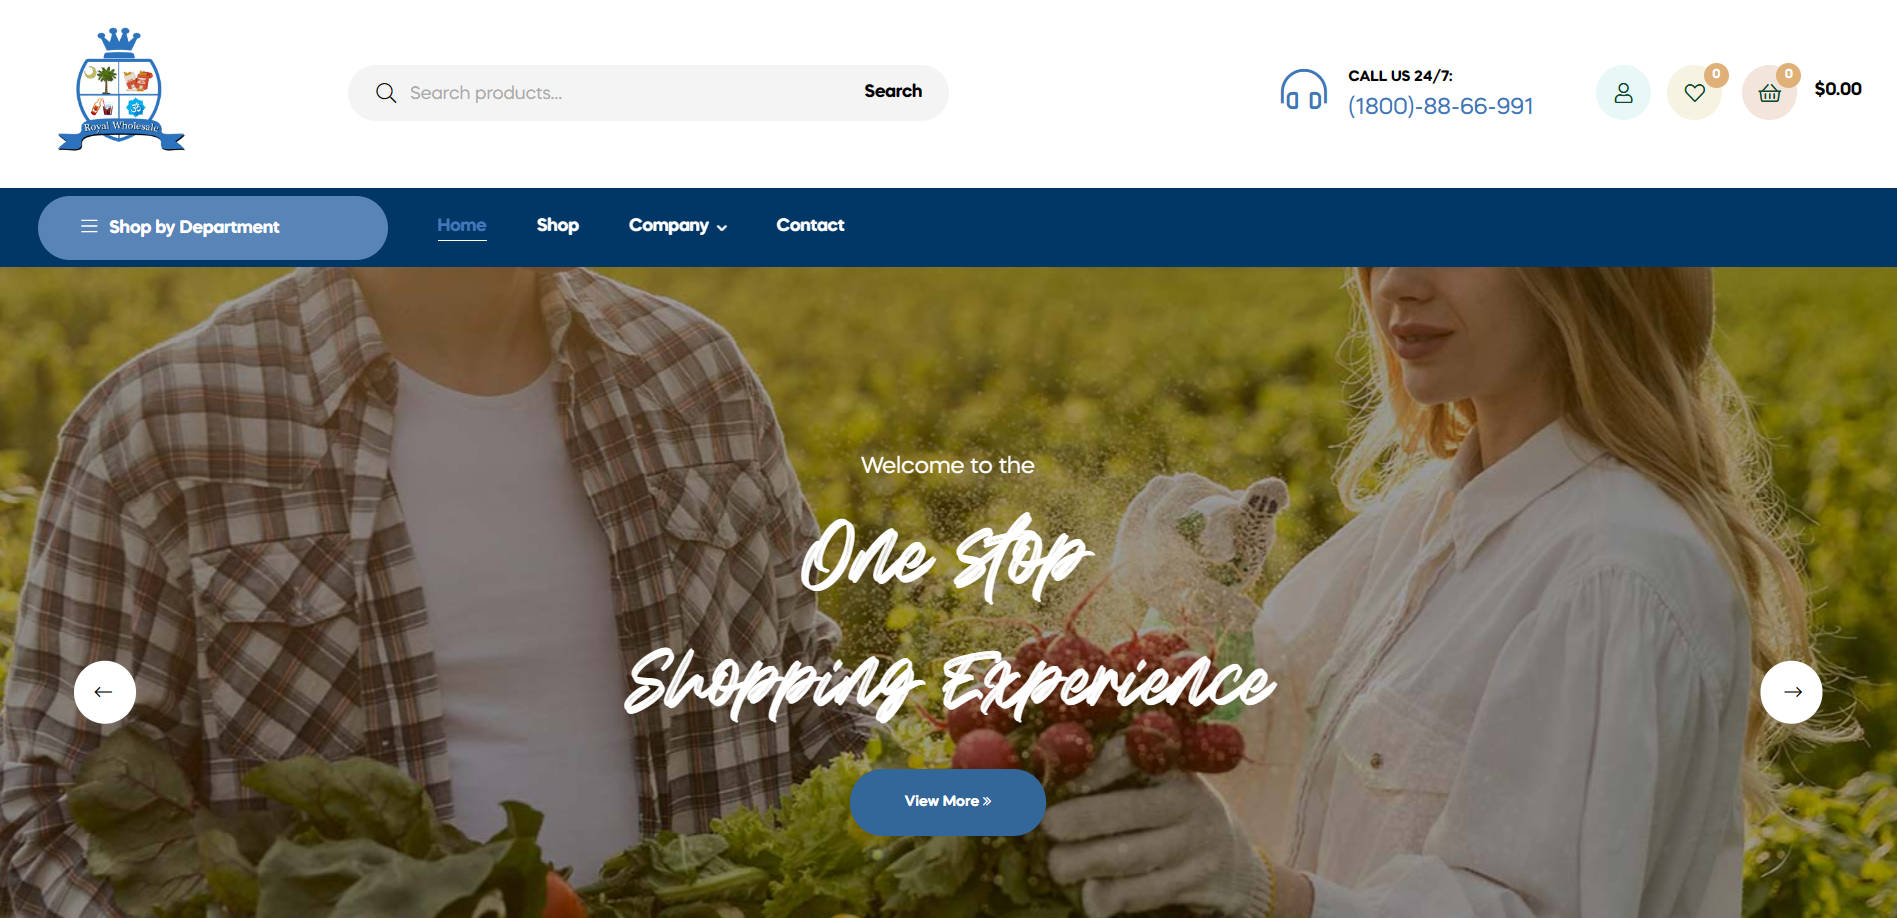 Royal Wholesale
Search products...
Search
CALL US 24/7:
(1800)-88-66-991
0
0
$0.00
Shop by Department
Home
Shop
Company
Contact
Welcome to the
One stop
Shopping Experience
View More »